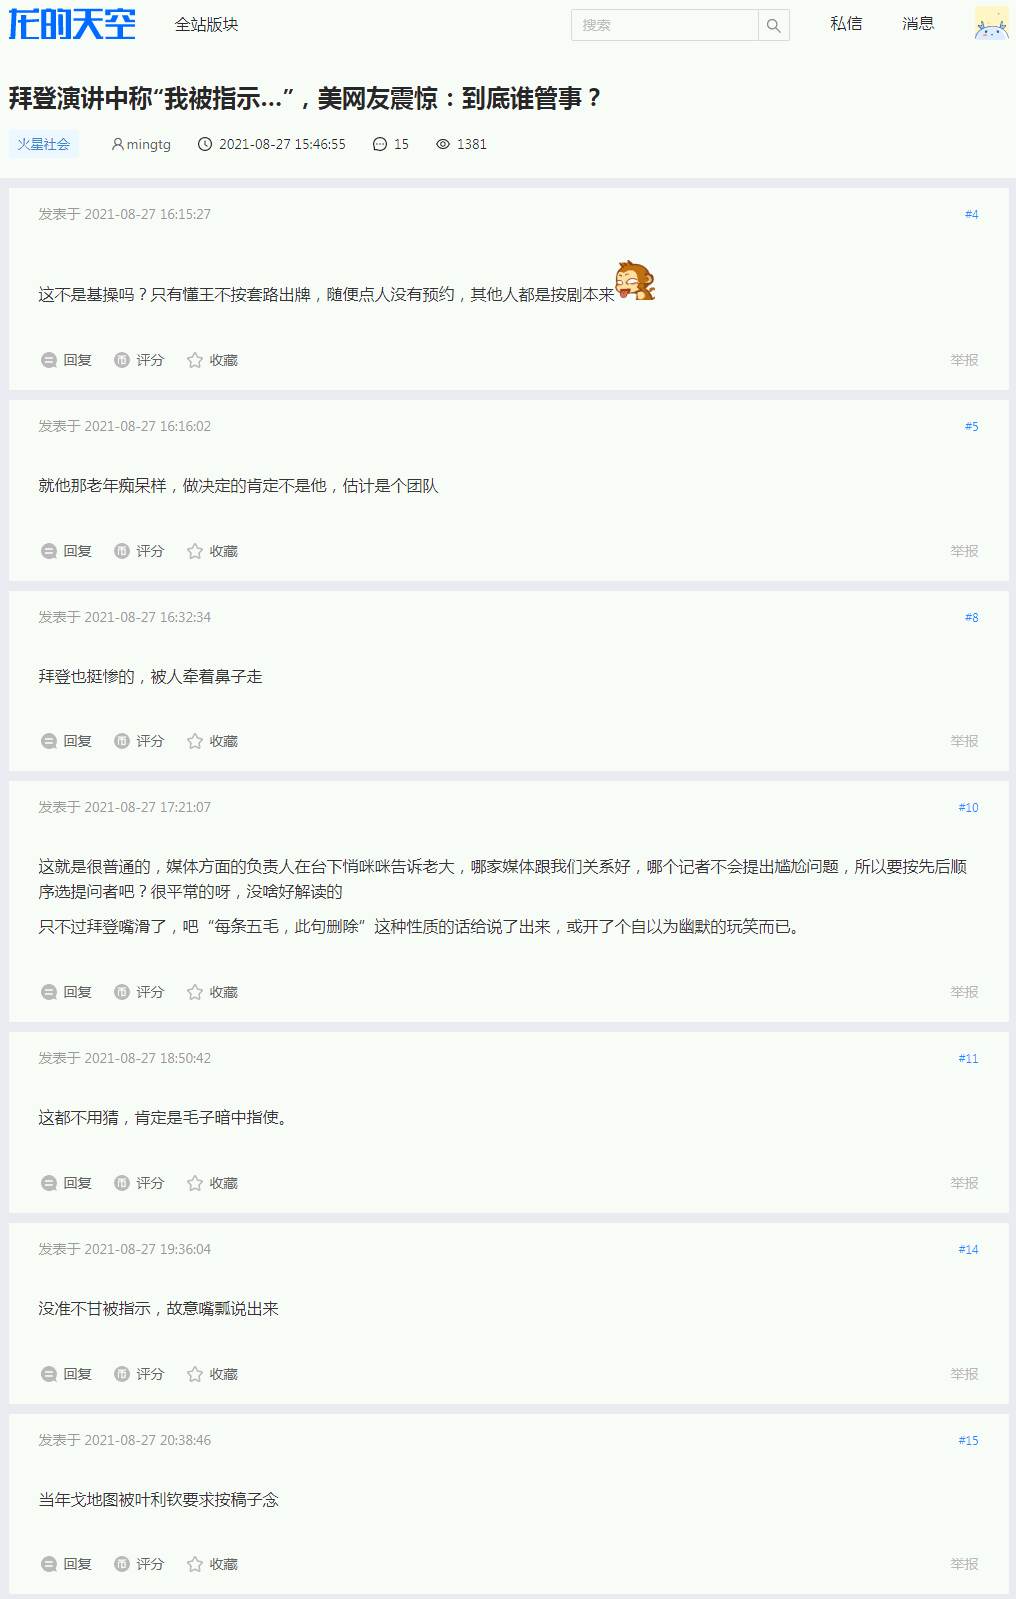 龙的天空
全站版块
搜索
私信
消息
拜登演讲中称“我被指示...”，美网友震惊：到底谁管事？
火星社会 mingtg 2021-08-27 15:46:55 15 1381
发表于 2021-08-27 16:15:27 #4
这不是基操吗？只有懂王不按套路出牌，随便点人没有预约，其他人都是按剧本来
回复 评分 收藏 举报
发表于 2021-08-27 16:16:02 #5
就他那老年痴呆样，做决定的肯定不是他，估计是个团队
回复 评分 收藏 举报
发表于 2021-08-27 16:32:34 #8
拜登也挺惨的，被人牵着鼻子走
回复 评分 收藏 举报
发表于 2021-08-27 17:21:07 #10
这就是很普通的，媒体方面的负责人在台下悄咪咪告诉老大，哪家媒体跟我们关系好，哪个记者不会提出尴尬问题，所以要按先后顺
序选提问者吧？很平常的呀，没啥好解读的
只不过拜登嘴滑了，吧“每条五毛，此句删除”这种性质的话给说了出来，或开了个自以为幽默的玩笑而已。
回复 评分 收藏 举报
发表于 2021-08-27 18:50:42 #11
这都不用猜，肯定是毛子暗中指使。
回复 评分 收藏 举报
发表于 2021-08-27 19:36:04 #14
没准不甘被指示，故意嘴瓢说出来
回复 评分 收藏 举报
发表于 2021-08-27 20:38:46 #15
当年戈地图被叶利钦要求按稿子念
回复 评分 收藏 举报